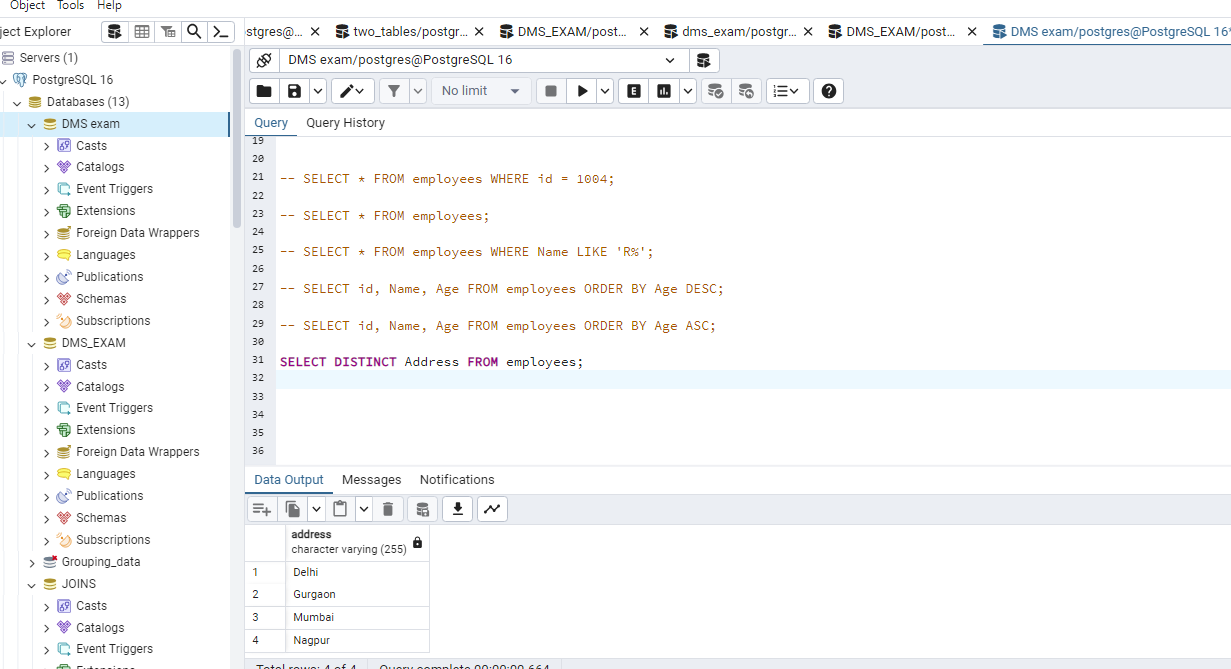 Object Tools Help
ject Explorer
stgres@...
two_tables/postgr...
DMS_EXAM/post...
dms_exam/postgr...
DMS_EXAM/post...
DMS exam/postgres@PostgreSQL 16*
Servers (1)
PostgreSQL 16
Databases (13)
DMS exam
Casts
Catalogs
Event Triggers
Extensions
Foreign Data Wrappers
Languages
Publications
Schemas
Subscriptions
DMS_EXAM
Casts
Catalogs
Event Triggers
Extensions
Foreign Data Wrappers
Languages
Publications
Schemas
Subscriptions
Grouping_data
JOINS
Casts
Catalogs
Event Triggers
Extensions
DMS exam/postgres@PostgreSQL 16
No limit
E
Query Query History
19
20
21 -- SELECT * FROM employees WHERE id = 1004;
22
23 -- SELECT * FROM employees;
24
25 -- SELECT * FROM employees WHERE Name LIKE 'R%';
26
27 -- SELECT id, Name, Age FROM employees ORDER BY Age DESC;
28
29 -- SELECT id, Name, Age FROM employees ORDER BY Age ASC;
30
31 SELECT DISTINCT Address FROM employees;
32
33
34
35
36
Data Output Messages Notifications
address
character varying (255)
1 Delhi
2 Gurgaon
3 Mumbai
4 Nagpur
Total rows: 4 of 4 Query complete 00:00:00.664